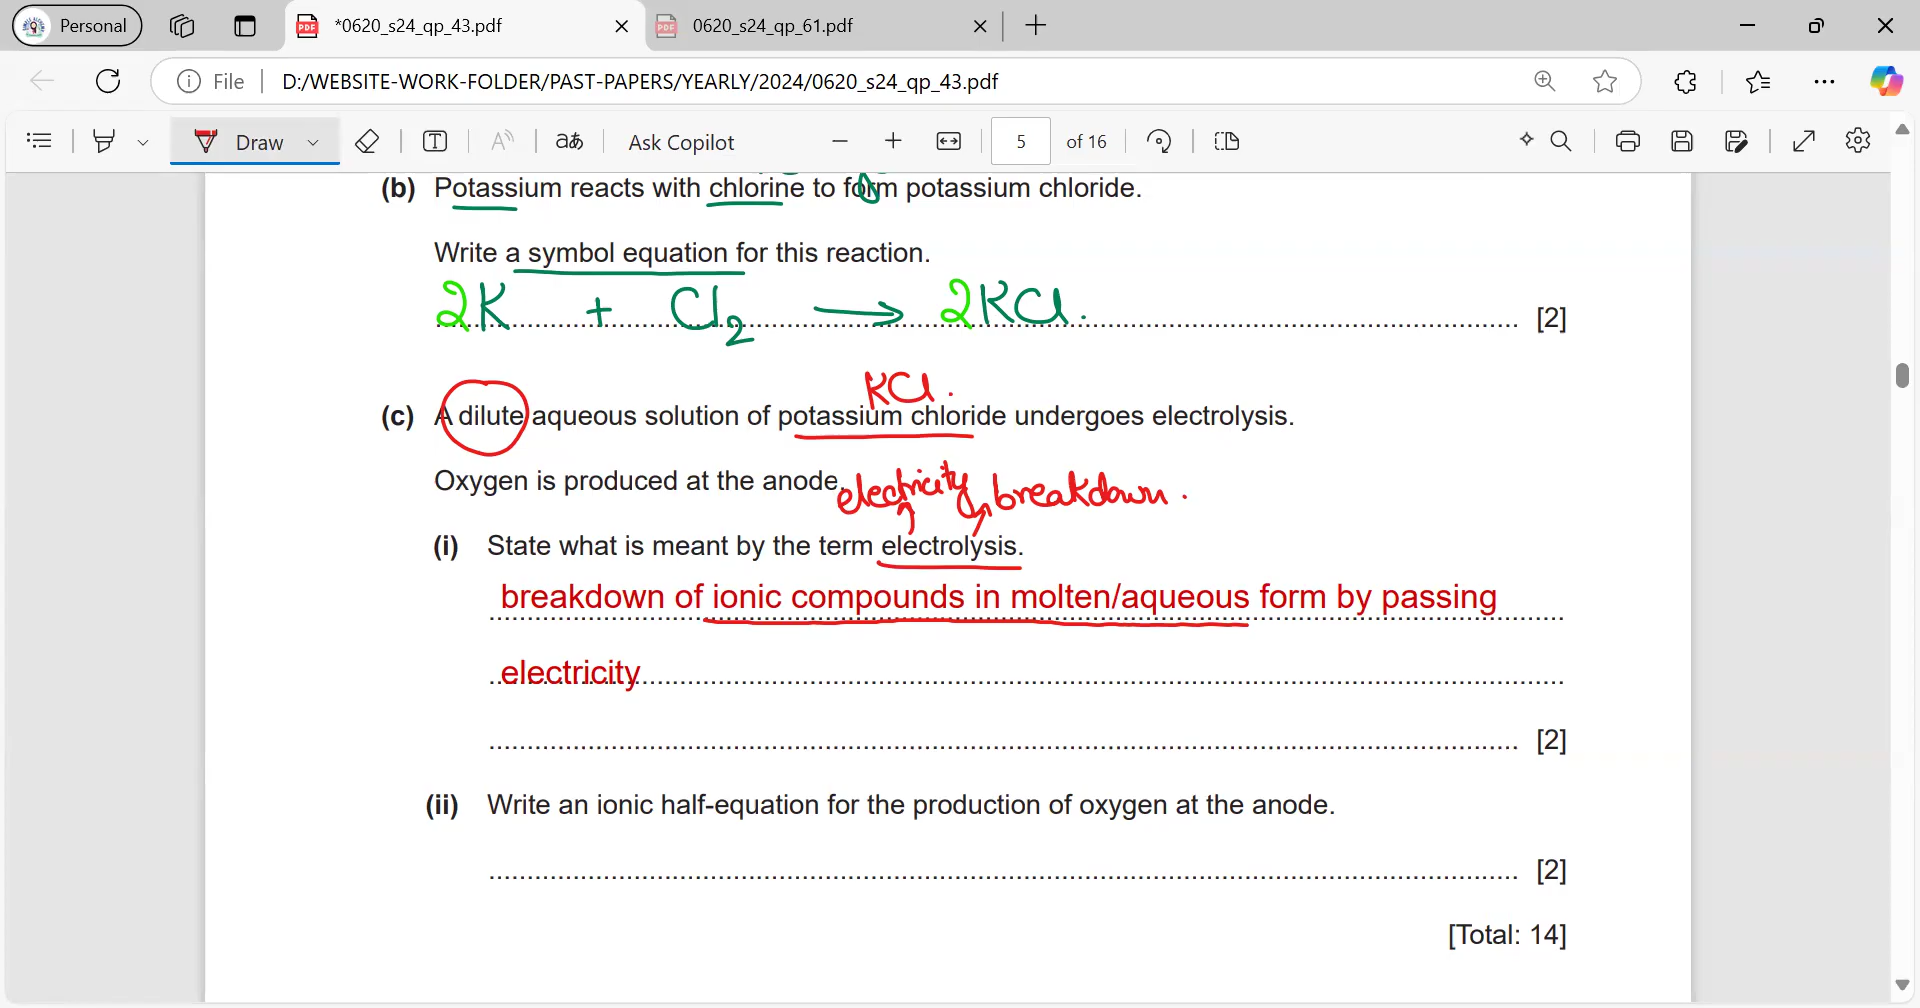 Personal
*0620_s24_qp_43.pdf
0620_s24_qp_61.pdf
File
D:/WEBSITE-WORK-FOLDER/PAST-PAPERS/YEARLY/2024/0620_s24_qp_43.pdf
Draw
Ask Copilot
5 of 16
(b) Potassium reacts with chlorine to form potassium chloride.
Write a symbol equation for this reaction.
2K + Cl2 → 2KCl. [2]
KCl.
(c) A dilute aqueous solution of potassium chloride undergoes electrolysis.
Oxygen is produced at the anode.
electricity breakdown.
(i) State what is meant by the term electrolysis.
breakdown of ionic compounds in molten/aqueous form by passing
electricity
[2]
(ii) Write an ionic half-equation for the production of oxygen at the anode.
[2]
[Total: 14]